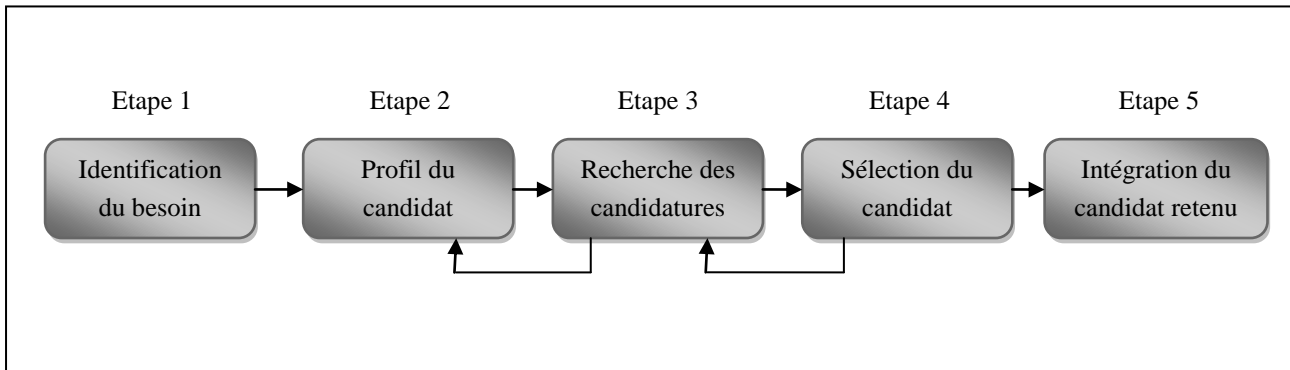 Etape 1
Etape 2
Etape 3
Etape 4
Etape 5
Identification
du besoin
Profil du
candidat
Recherche des
candidatures
Sélection du
candidat
Intégration du
candidat retenu